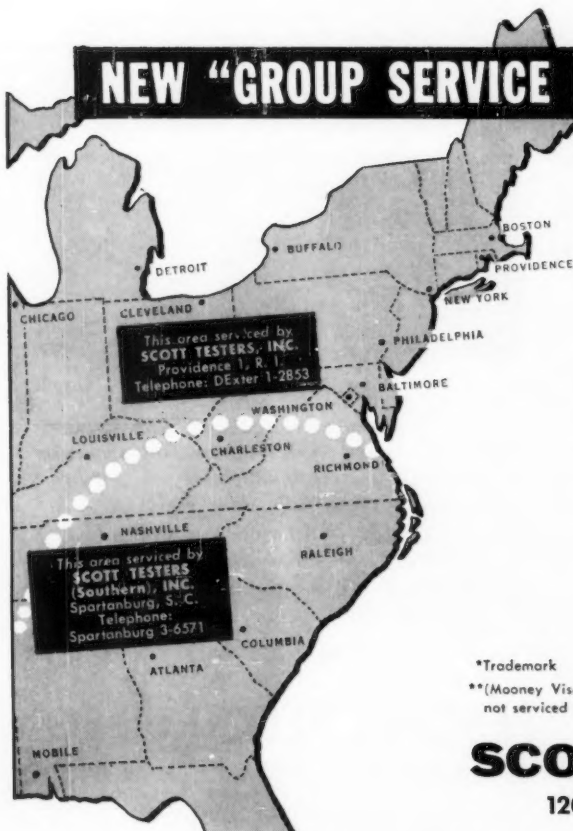 NEW "GROUP SERVICE
BOSTON
BUFFALO
PROVIDENCE
DETROIT
NEW YORK
CHICAGO
CLEVELAND
This area serviced by
SCOTT TESTERS, INC.
Providence 1, R. I.
Telephone: DExter 1-2853
PHILADELPHIA
BALTIMORE
WASHINGTON
LOUISVILLE
CHARLESTON
RICHMOND
NASHVILLE
RALEIGH
This area serviced by
SCOTT TESTERS
(Southern), INC.
Spartanburg, S. C.
Telephone:
Spartanburg 3-6571
COLUMBIA
ATLANTA
*Trademark
**(Mooney Vis
not serviced
MOBILE
SCO
120